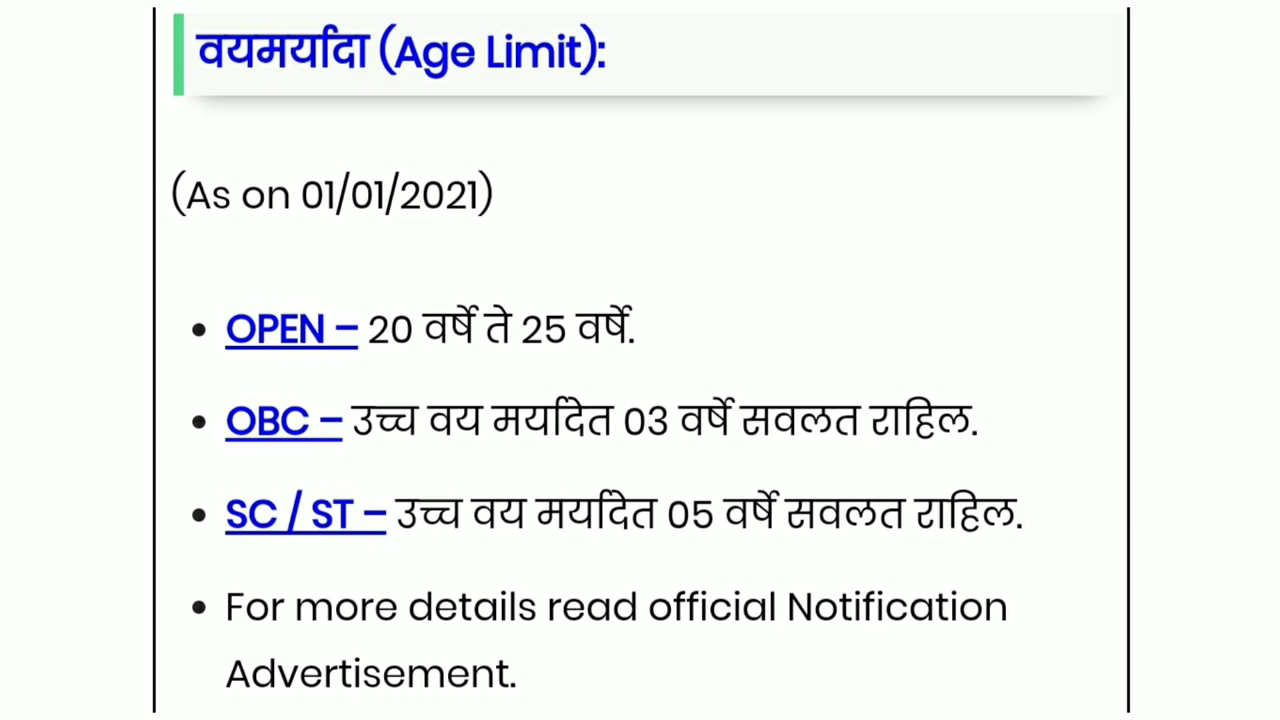 वयमर्यादा (Age Limit):
(As on 01/01/2021)
• OPEN – 20 वर्षे ते 25 वर्षे.
• OBC – उच्च वय मर्यादेत 03 वर्षे सवलत राहिल.
• SC / ST – उच्च वय मर्यादेत 05 वर्षे सवलत राहिल.
• For more details read official Notification
Advertisement.